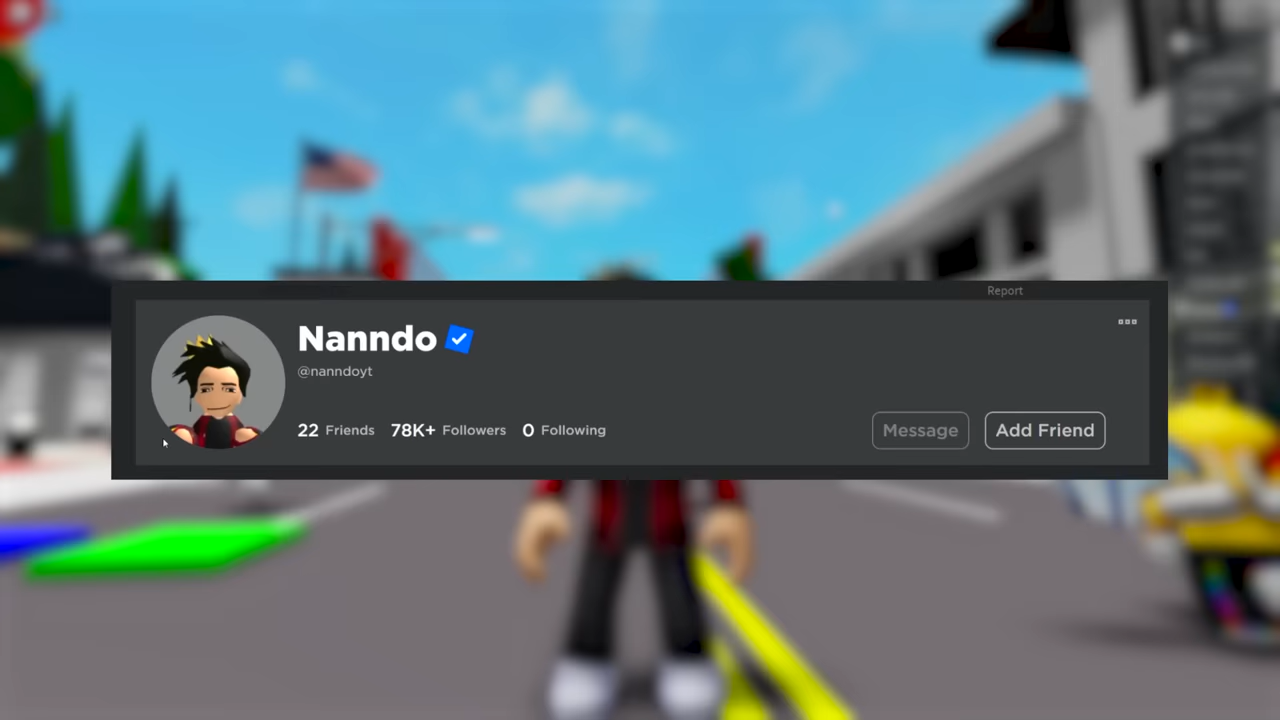 Report
Nanndo
@nanndoyt
22 Friends 78K+ Followers 0 Following
Message Add Friend